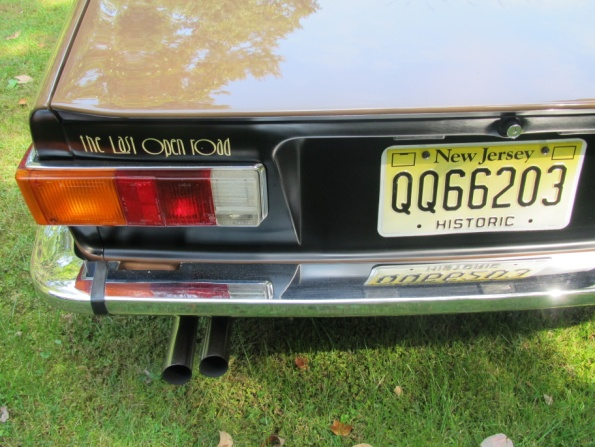 the Last Open Road
New Jersey
QQ66203
HISTORIC